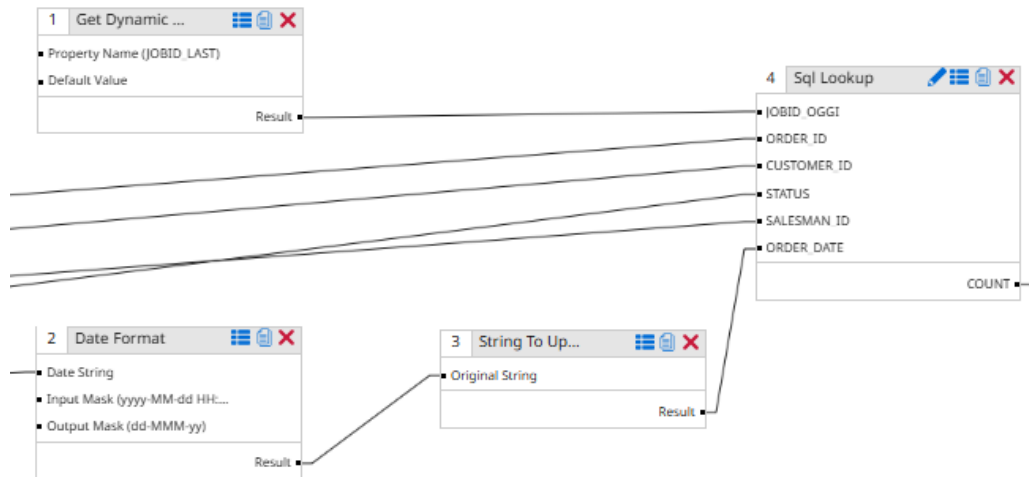 1 Get Dynamic ...
Property Name (JOBID_LAST)
Default Value
Result
4 Sql Lookup
JOBID_OGGI
ORDER_ID
CUSTOMER_ID
STATUS
SALESMAN_ID
ORDER_DATE
COUNT
2 Date Format
Date String
Input Mask (yyyy-MM-dd HH:...
Output Mask (dd-MMM-yy)
Result
3 String To Up...
Original String
Result